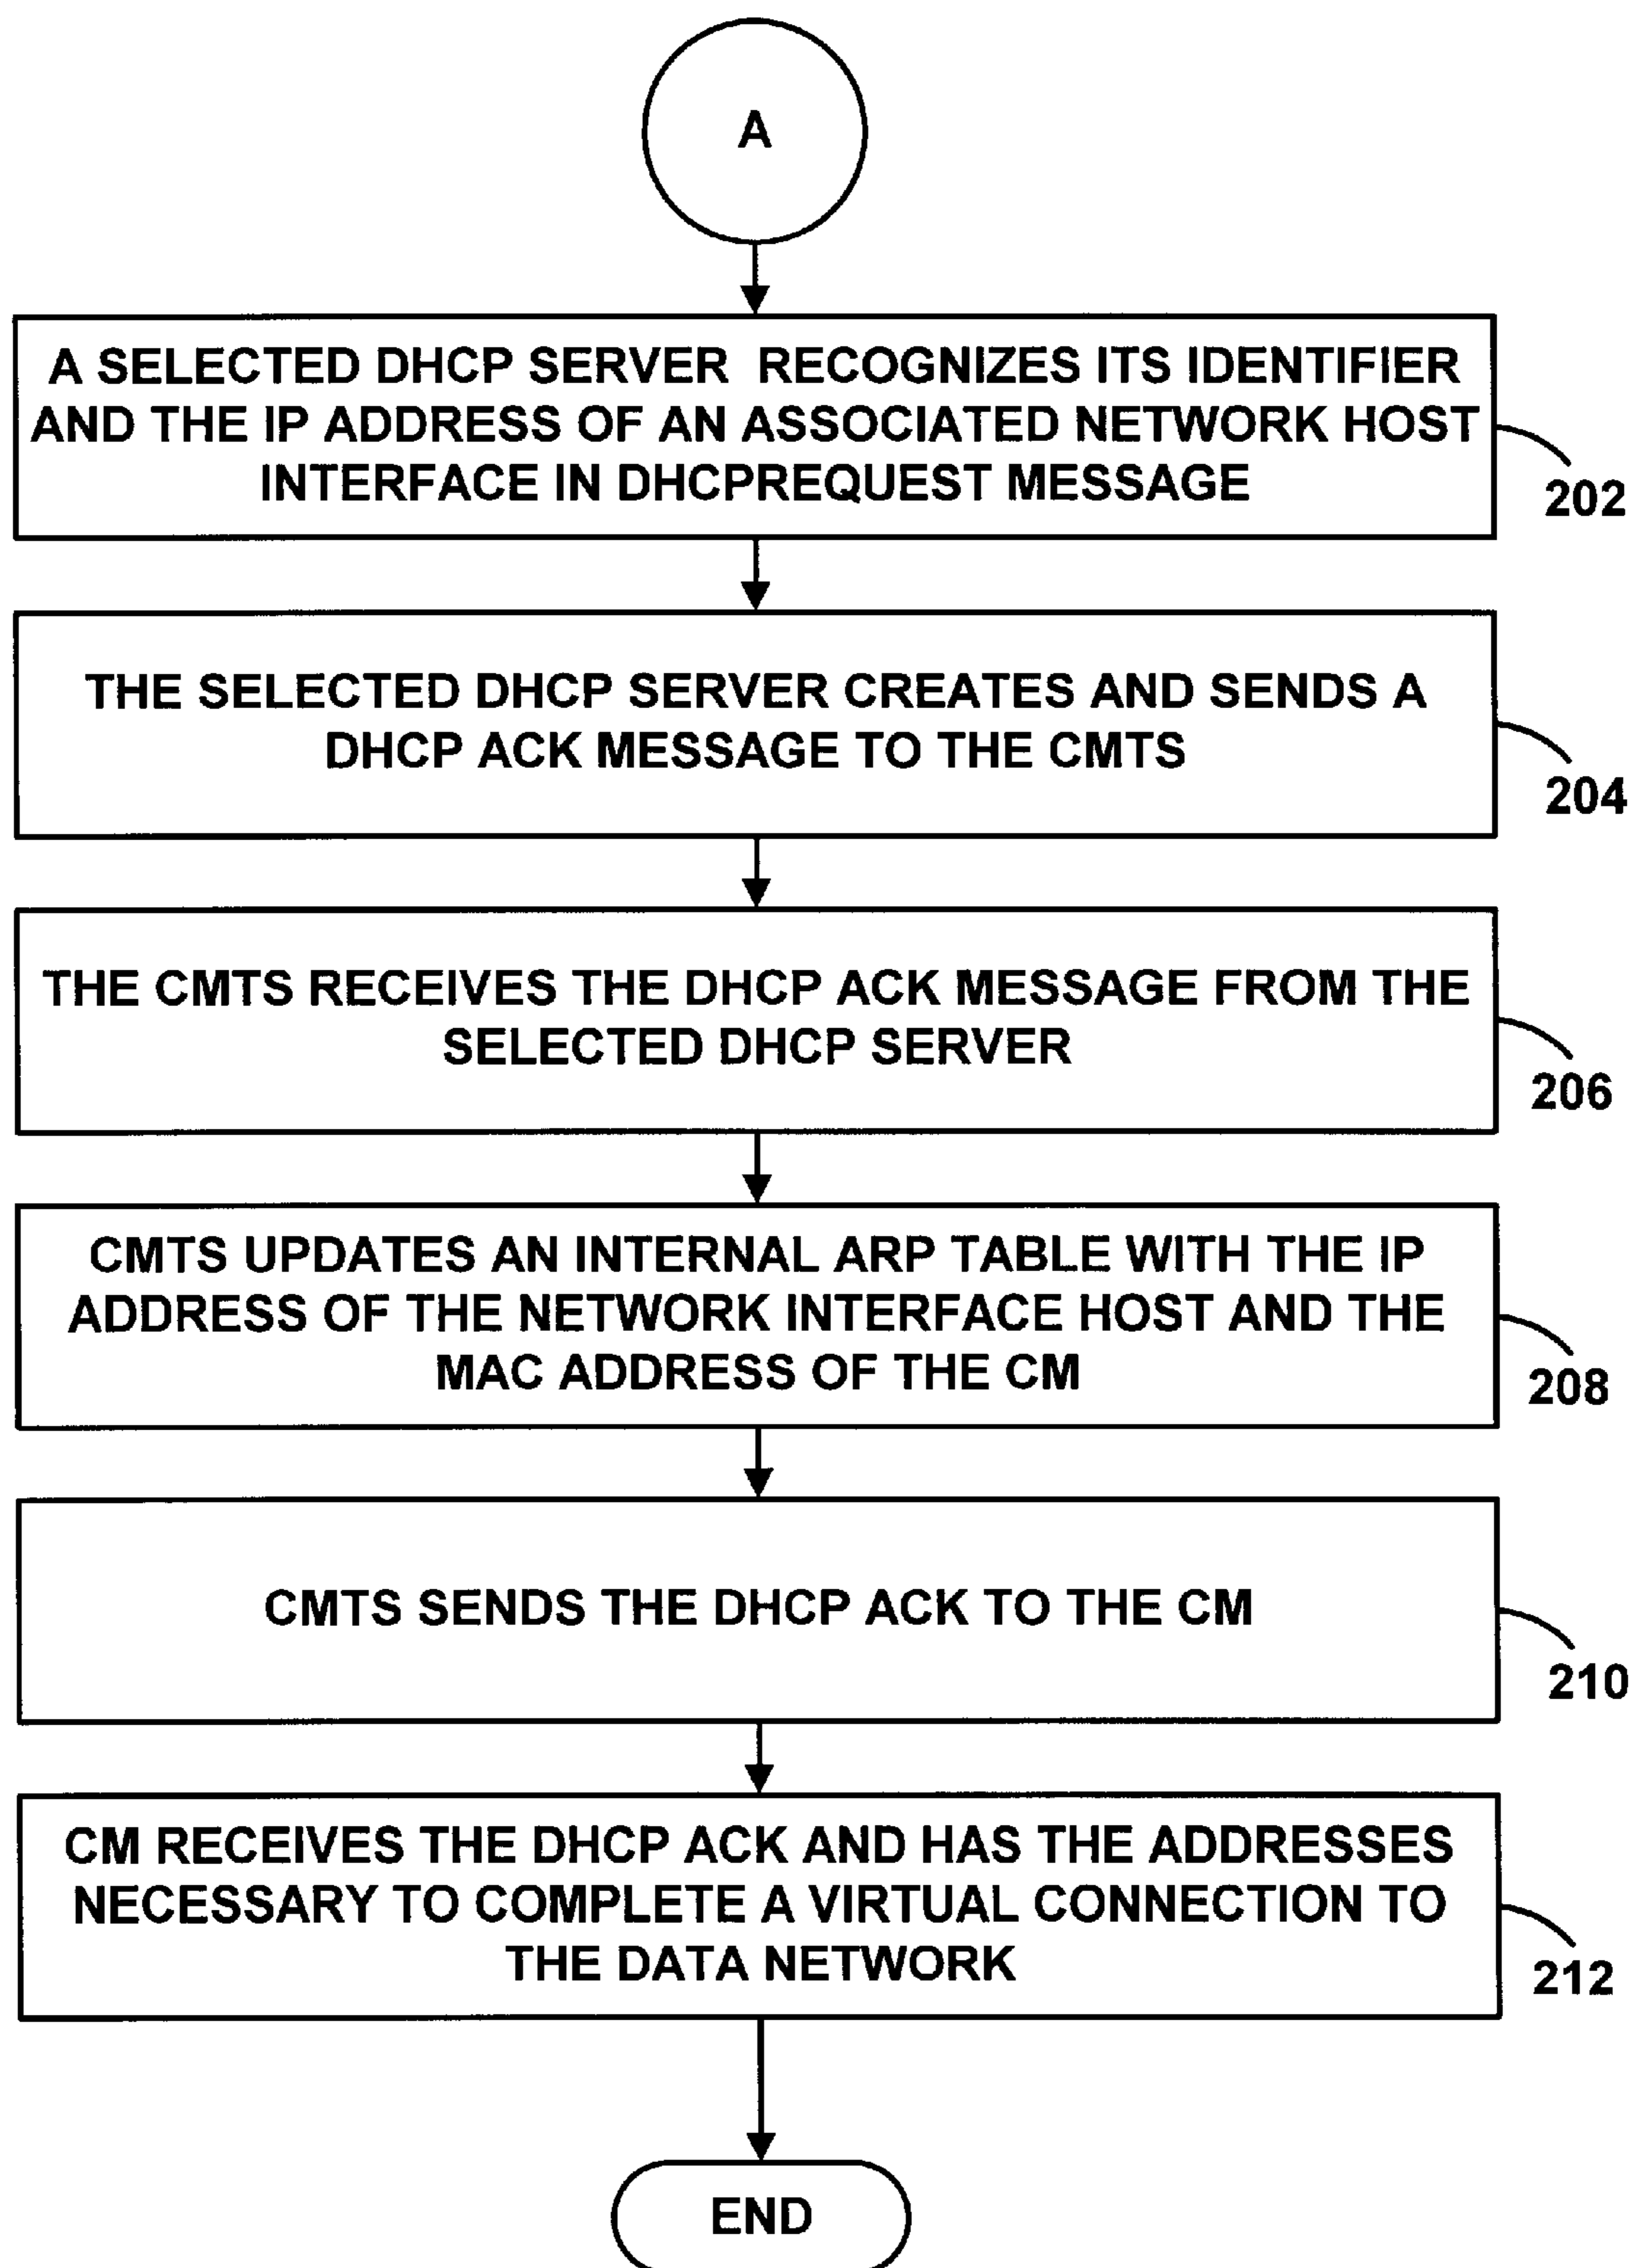 A
A SELECTED DHCP SERVER RECOGNIZES ITS IDENTIFIER
AND THE IP ADDRESS OF AN ASSOCIATED NETWORK HOST
INTERFACE IN DHCPREQUEST MESSAGE
202
THE SELECTED DHCP SERVER CREATES AND SENDS A
DHCP ACK MESSAGE TO THE CMTS
204
THE CMTS RECEIVES THE DHCP ACK MESSAGE FROM THE
SELECTED DHCP SERVER
206
CMTS UPDATES AN INTERNAL ARP TABLE WITH THE IP
ADDRESS OF THE NETWORK INTERFACE HOST AND THE
MAC ADDRESS OF THE CM
208
CMTS SENDS THE DHCP ACK TO THE CM
210
CM RECEIVES THE DHCP ACK AND HAS THE ADDRESSES
NECESSARY TO COMPLETE A VIRTUAL CONNECTION TO
THE DATA NETWORK
212
END